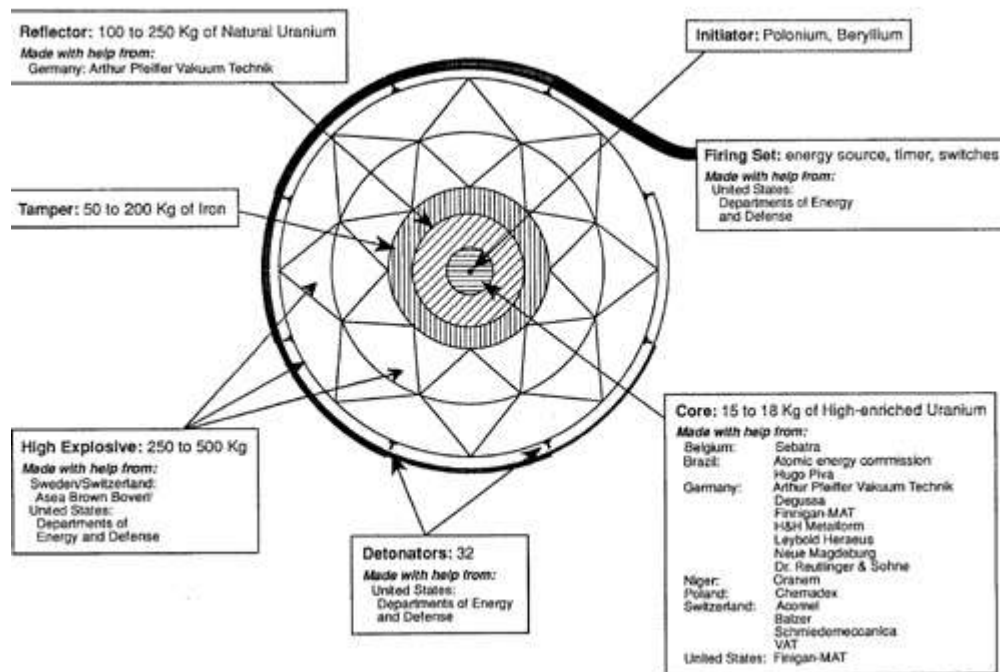 Reflector: 100 to 250 Kg of Natural Uranium
Made with help from:
Germany: Arthur Pfeiffer Vakuum Technik
Initiator: Polonium, Beryllium
Firing Set: energy source, timer, switches
Made with help from:
United States:
Departments of Energy
and Defense
Tamper: 50 to 200 Kg of Iron
High Explosive: 250 to 500 Kg
Made with help from:
Sweden/Switzerland:
Asea Brown Boveri/
United States:
Departments of
Energy and Defense
Detonators: 32
Made with help from:
United States:
Departments of Energy
and Defense
Core: 15 to 18 Kg of High-enriched Uranium
Made with help from:
Belgium: Sebatra
Brazil: Atomic energy commission
Hugo Piva
Germany: Arthur Pfeiffer Vakuum Technik
Degussa
Finnigan-MAT
H&H Metalform
Leybold Heraeus
Neue Magdeburg
Dr. Reutlinger & Sohne
Niger: Onanem
Poland: Chemadex
Switzerland: Acomel
Balzer
Schmiedemeccanica
VAT
United States: Finigan-MAT